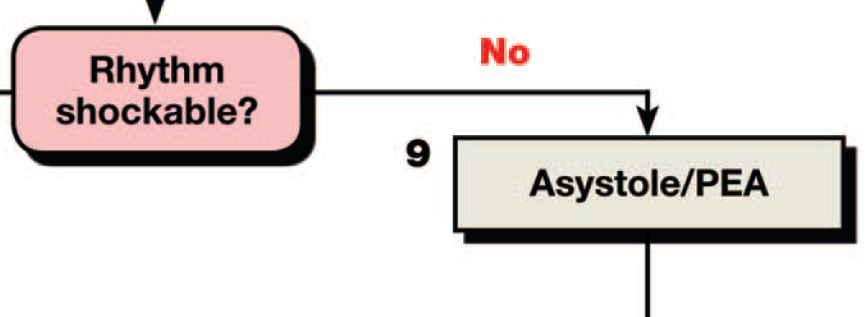 Rhythm
shockable?
No
9
Asystole/PEA